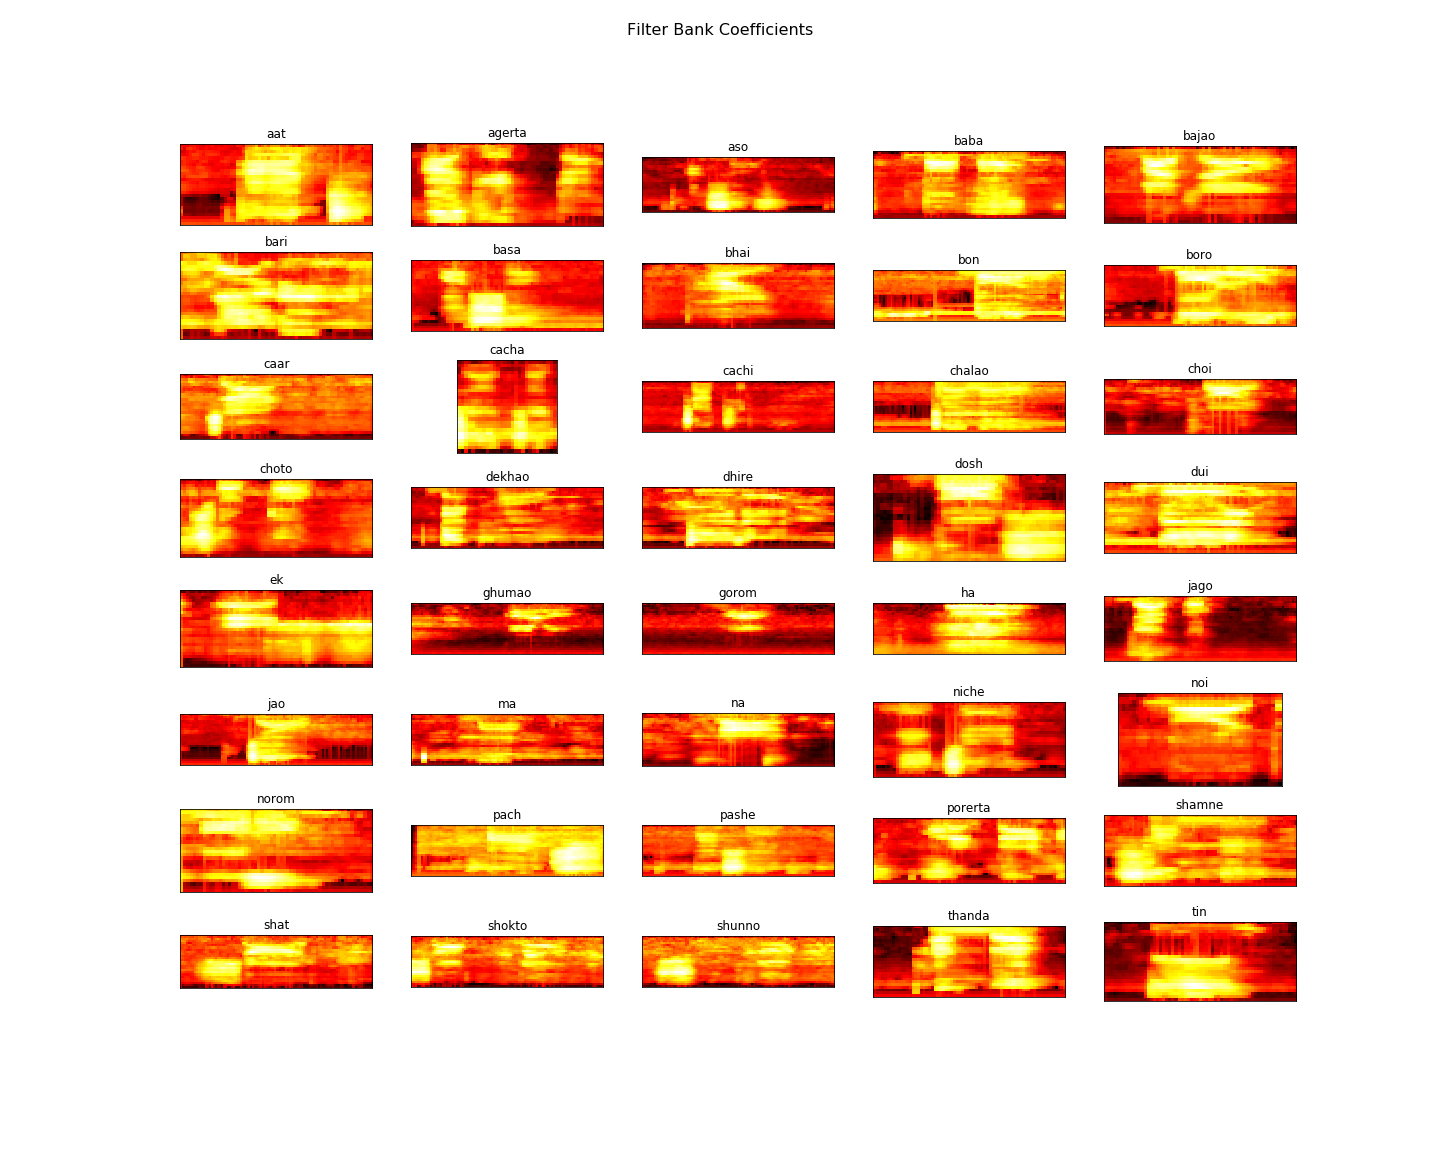 Filter Bank Coefficients
aat agerta aso baba bajao
bari basa bhai bon boro
caar cacha cachi chalao choi
choto dekhao dhire dosh dui
ek ghumao gorom ha jago
jao ma na niche noi
norom pach pashe porerta shamne
shat shokto shunno thanda tin